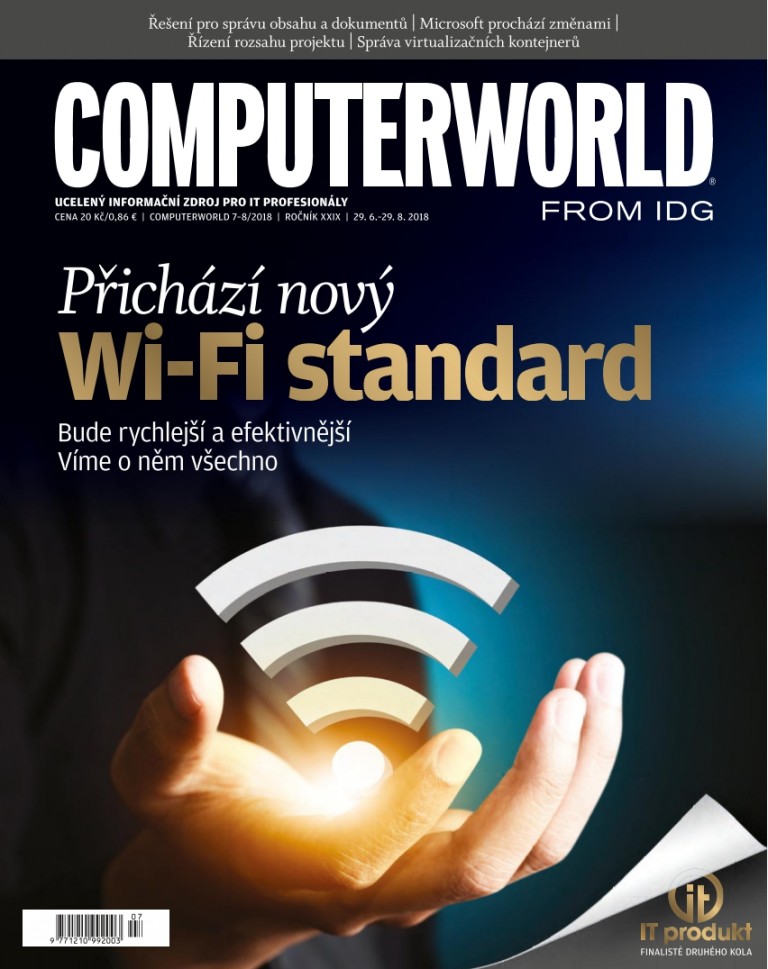 Řešení pro správu obsahu a dokumentů | Microsoft prochází změnami |
Řízení rozsahu projektu | Správa virtualizačních kontejnerů
COMPUTERWORLD®
FROM IDG
UCELENÝ INFORMAČNÍ ZDROJ PRO IT PROFESIONÁLY
CENA 20 KČ/0,86 € | COMPUTERWORLD 7–8/2018 | ROČNÍK XXIX | 29. 6.–29. 8. 2018
Přichází nový
Wi-Fi standard
Bude rychlejší a efektivnější
Víme o něm všechno
07
9 771210 992003
it
IT produkt
FINALISTÉ DRUHÉHO KOLA